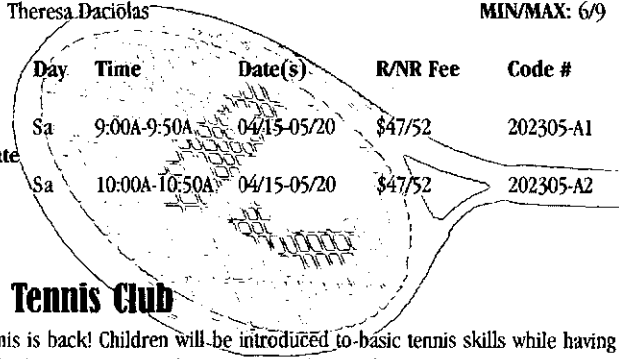 Theresa Daciolas MIN/MAX: 6/9
Day Time Date(s) R/NR Fee Code #
Sa 9:00A-9:50A 04/15-05/20 $47/52 202305-A1
Sa 10:00A-10:50A 04/15-05/20 $47/52 202305-A2
Tennis Club
is back! Children will be introduced to basic tennis skills while having